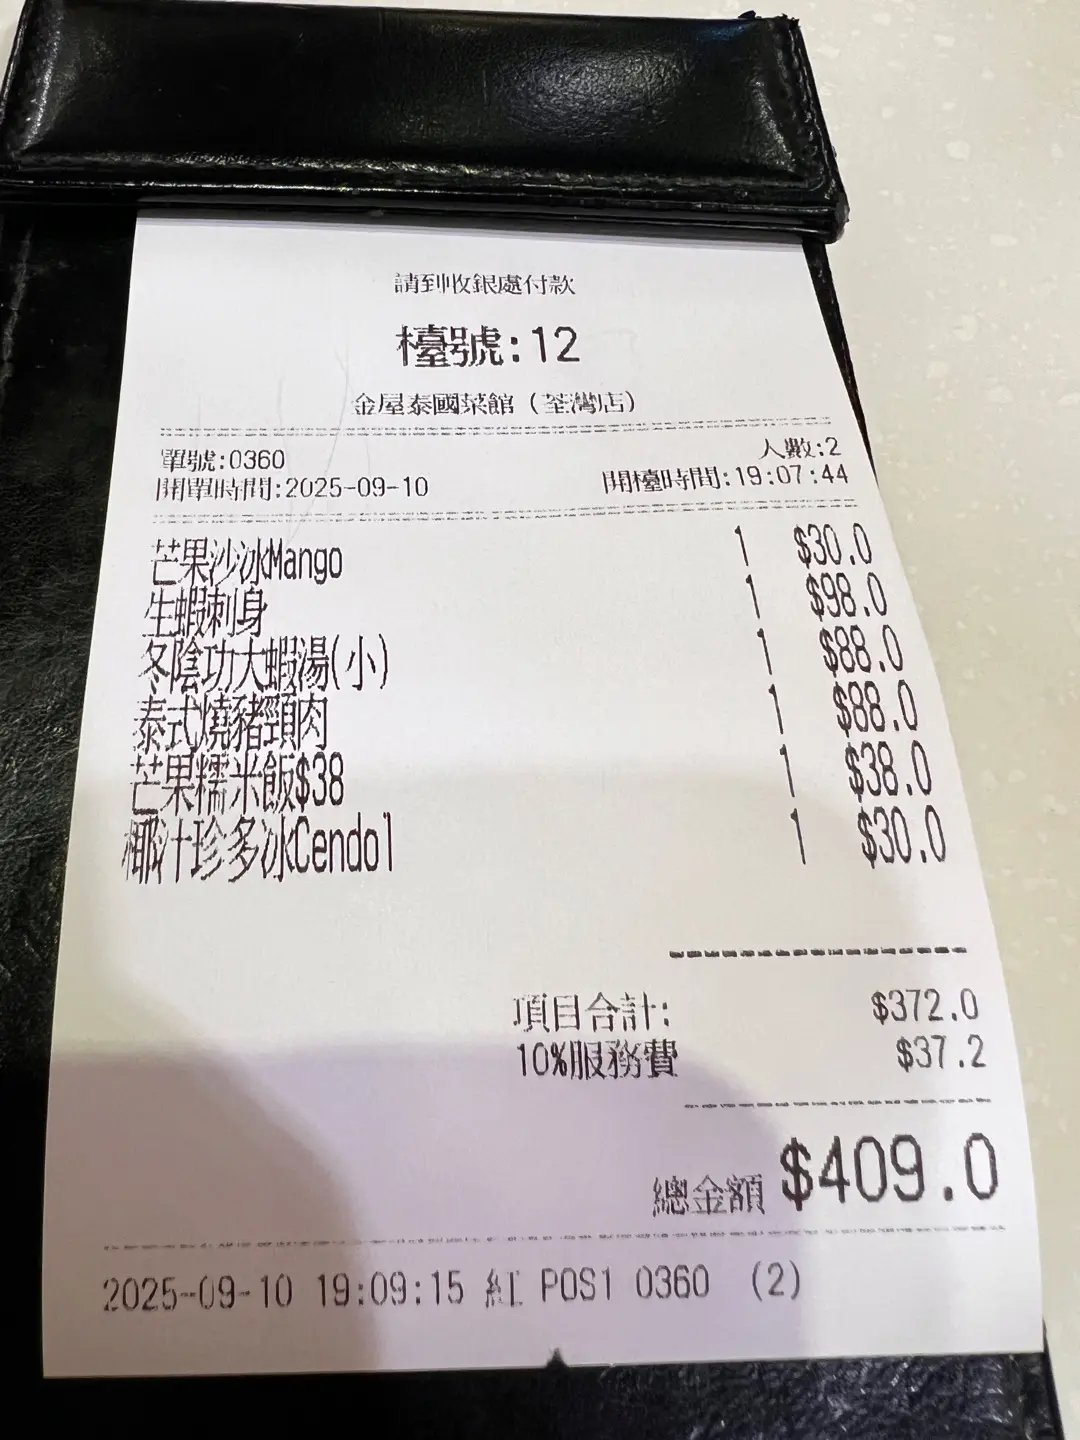 請到收銀處付款
檯號:12
金屋泰國菜館（荃灣店）
單號:0360 人數:2
開單時間:2025-09-10 開檯時間:19:07:44
芒果沙冰Mango 1 $30.0
生蝦刺身 1 $98.0
冬陰功大蝦湯(小) 1 $88.0
泰式燒豬頸肉 1 $88.0
芒果糯米飯$38 1 $38.0
椰汁珍多冰Cendol 1 $30.0
項目合計: $372.0
10%服務費 $37.2
總金額 $409.0
2025-09-10 19:09:15 紅 POS1 0360 (2)